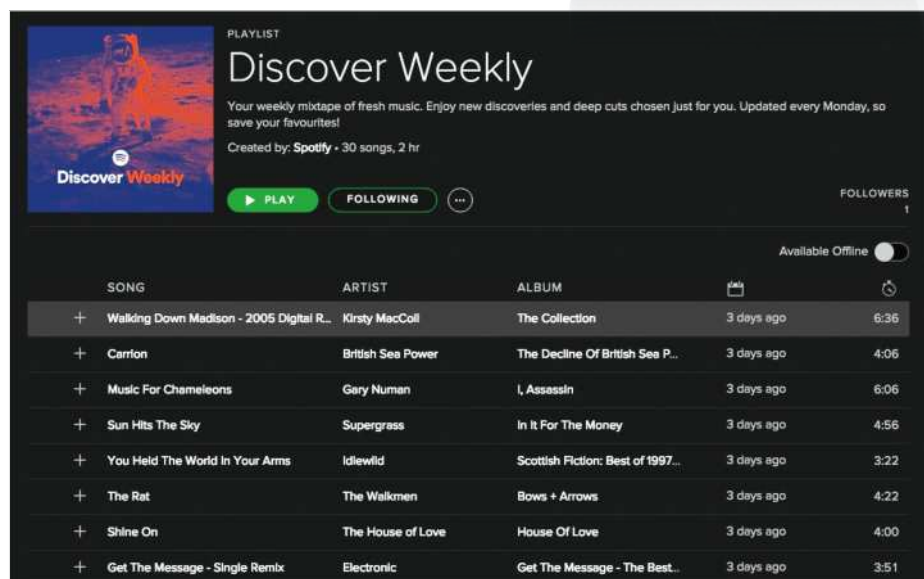 PLAYLIST
Discover Weekly
Your weekly mixtape of fresh music. Enjoy new discoveries and deep cuts chosen just for you. Updated every Monday, so
save your favourites!
Created by: Spotify • 30 songs, 2 hr
Discover Weekly
PLAY FOLLOWING ...
FOLLOWERS
1
Available Offline
SONG ARTIST ALBUM
+ Walking Down Madison - 2005 Digital R... Kirsty MacColl The Collection 3 days ago 6:36
+ Carrion British Sea Power The Decline Of British Sea P... 3 days ago 4:06
+ Music For Chameleons Gary Numan I, Assassin 3 days ago 6:06
+ Sun Hits The Sky Supergrass In It For The Money 3 days ago 4:56
+ You Held The World In Your Arms Idlewild Scottish Fiction: Best of 1997... 3 days ago 3:22
+ The Rat The Walkmen Bows + Arrows 3 days ago 4:22
+ Shine On The House of Love House Of Love 3 days ago 4:00
+ Get The Message - Single Remix Electronic Get The Message - The Best... 3 days ago 3:51